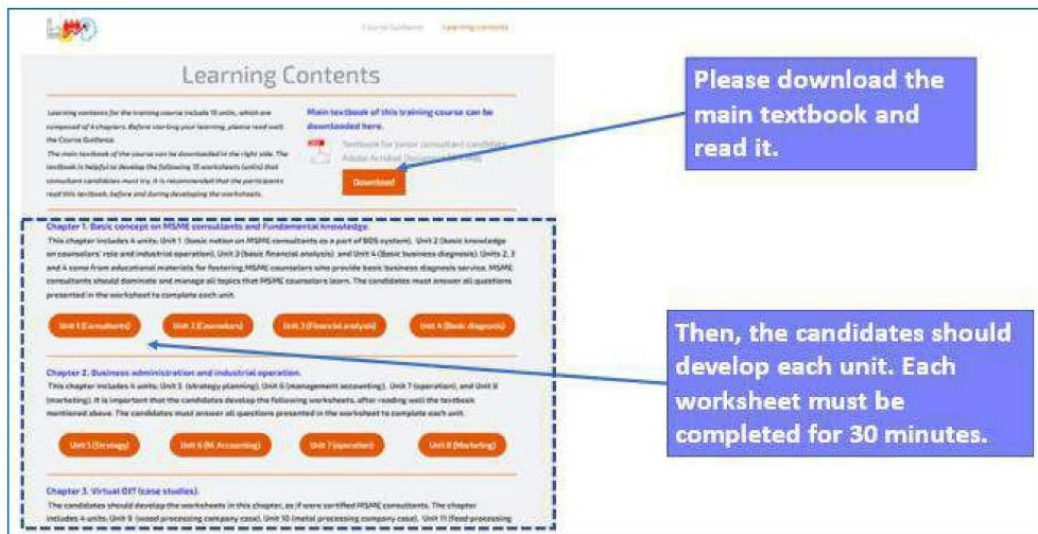 Course Guidance Learning contents
Learning Contents
Learning contents for the training course include 15 units, which are
composed of 4 chapters. Before starting your learning, please read well
the Course Guidance.
The main textbook of the course can be downloaded in the right side. The
textbook is helpful to develop the following 15 worksheets (units) that
consultant candidates must try. It is recommended that the participants
read this textbook, before and during developing the worksheets.
Main textbook of this training course can be
downloaded here.
Textbook for junior consultant candidate
Adobe Acrobat Document
Download
Please download the
main textbook and
read it.
Chapter 1. Basic concept on MSME consultants and Fundamental knowledge.
This chapter includes 4 units; Unit 1 (basic notion on MSME consultants as a part of BDS system), Unit 2 (basic knowledge
on counselors' role and industrial operation), Unit 3 (basic financial analysis) and Unit 4 (Basic business diagnosis). Units 2, 3
and 4 come from educational materials for fostering MSME counselors who provide basic business diagnosis service. MSME
consultants should dominate and manage all topics that MSME counselors learn. The candidates must answer all questions
presented in the worksheet to complete each unit.
Unit 1 (Consultants) Unit 2 (Counselors) Unit 3 (Financial analysis) Unit 4 (Basic diagnosis)
Then, the candidates should
develop each unit. Each
worksheet must be
completed for 30 minutes.
Chapter 2. Business administration and industrial operation.
This chapter includes 4 units; Unit 5 (strategy planning), Unit 6 (management accounting), Unit 7 (operation), and Unit 8
(marketing). It is important that the candidates develop the following worksheets, after reading well the textbook
mentioned above. The candidates must answer all questions presented in the worksheet to complete each unit.
Unit 5 (Strategy) Unit 6 (M. Accounting) Unit 7 (operation) Unit 8 (Marketing)
Chapter 3. Virtual OJT (case studies).
The candidates should develop the worksheets in this chapter, as if were certified MSME consultants. The chapter
includes 4 units; Unit 9 (wood processing company case), Unit 10 (metal processing company case), Unit 11 (food processing